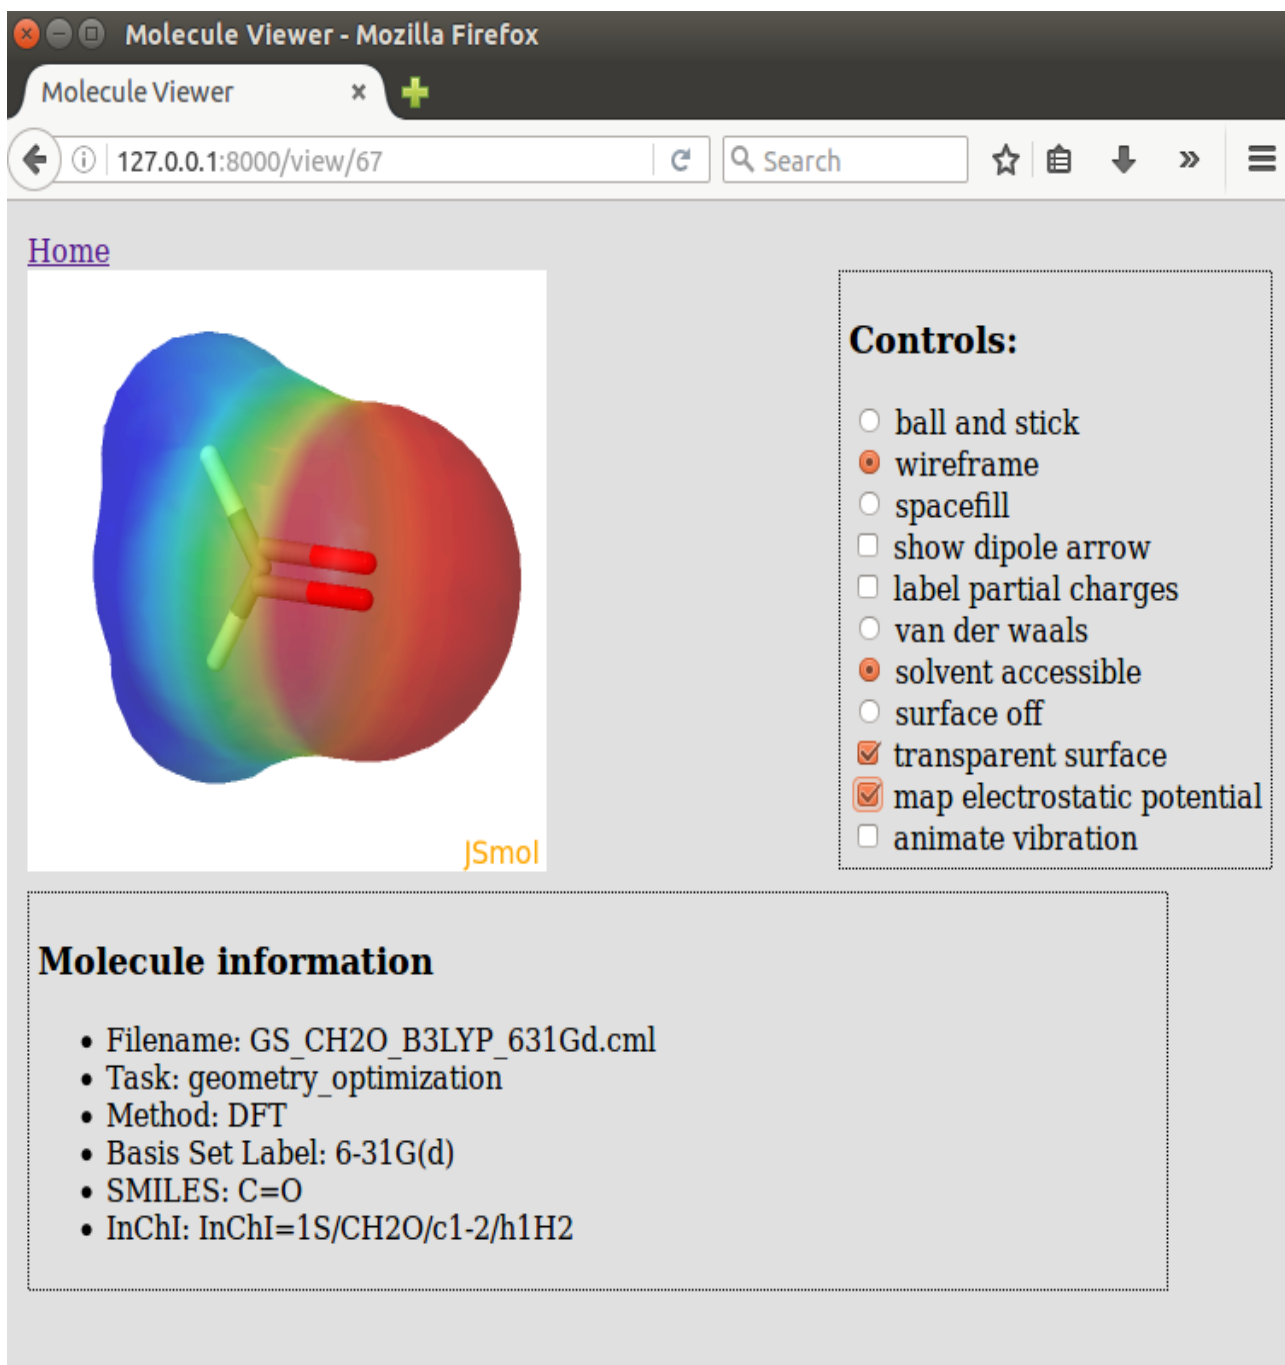 Molecule Viewer - Mozilla Firefox
Molecule Viewer
127.0.0.1:8000/view/67
Search
Home
JSmol
Controls:
ball and stick
wireframe
spacefill
show dipole arrow
label partial charges
van der waals
solvent accessible
surface off
transparent surface
map electrostatic potential
animate vibration
Molecule information
• Filename: GS_CH2O_B3LYP_631Gd.cml
• Task: geometry_optimization
• Method: DFT
• Basis Set Label: 6-31G(d)
• SMILES: C=O
• InChI: InChI=1S/CH2O/c1-2/h1H2